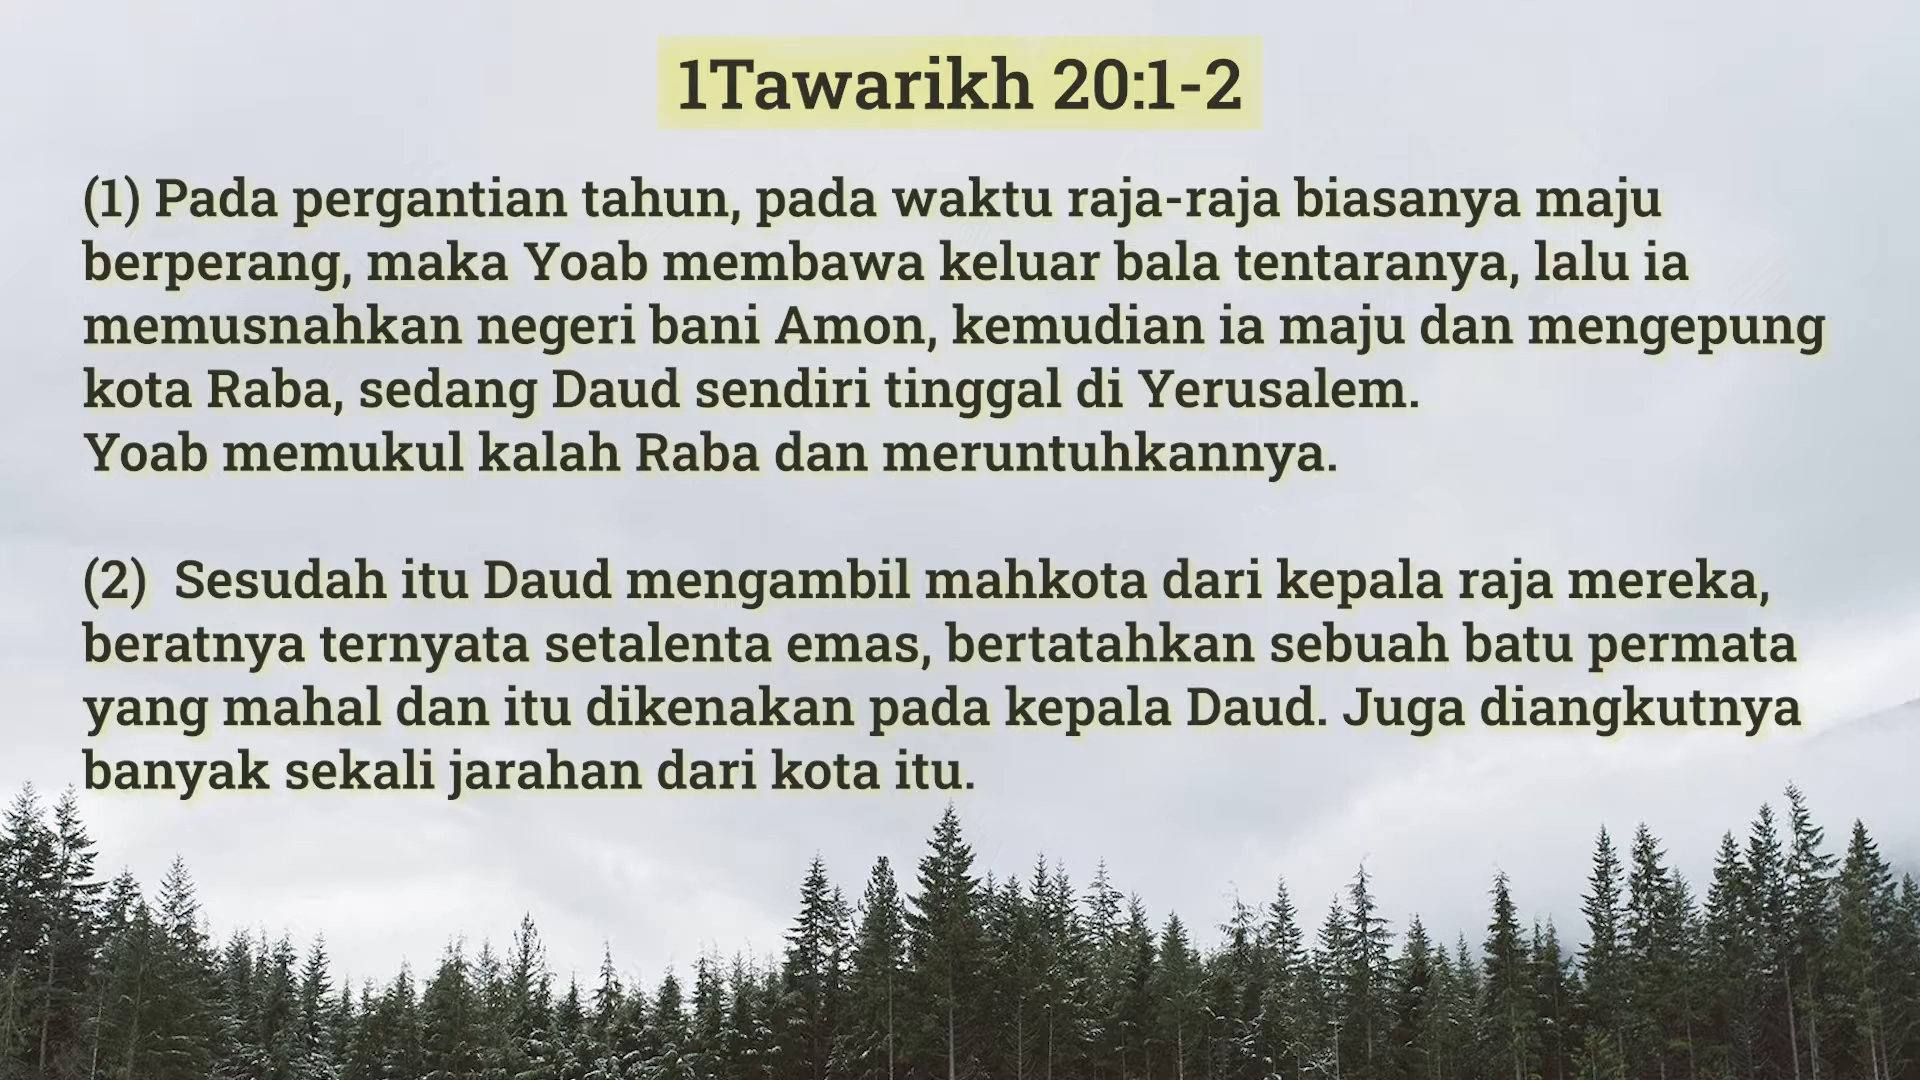 1Tawarikh 20:1-2
(1) Pada pergantian tahun, pada waktu raja-raja biasanya maju
berperang, maka Yoab membawa keluar bala tentaranya, lalu ia
memusnahkan negeri bani Amon, kemudian ia maju dan mengepung
kota Raba, sedang Daud sendiri tinggal di Yerusalem.
Yoab memukul kalah Raba dan meruntuhkannya.
(2)  Sesudah itu Daud mengambil mahkota dari kepala raja mereka,
beratnya ternyata setalenta emas, bertatahkan sebuah batu permata
yang mahal dan itu dikenakan pada kepala Daud. Juga diangkutnya
banyak sekali jarahan dari kota itu.